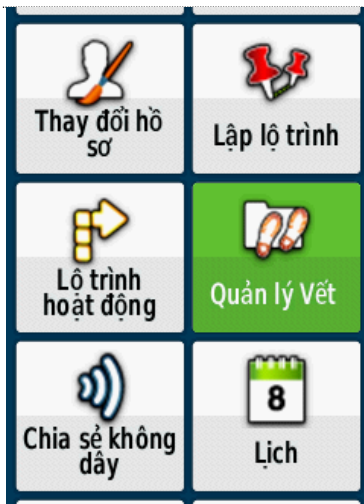 Thay đổi hồ
sơ
Lập lộ trình
Lộ trình
hoạt động
Quản lý Vết
Chia sẻ không
dây
8
Lịch